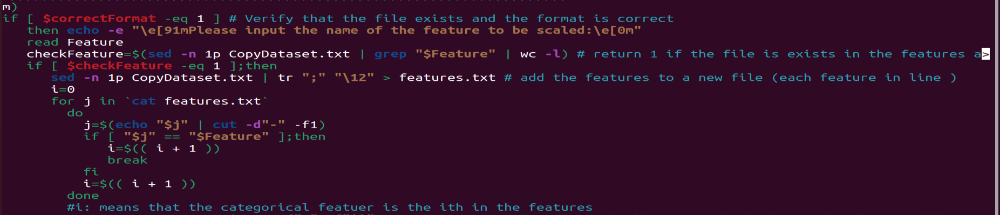 m)
if [ $correctFormat -eq 1 ] # Verify that the file exists and the format is correct
then echo -e "\e[91mPlease input the name of the feature to be scaled:\e[0m"
read Feature
checkFeature=$(sed -n 1p CopyDataset.txt | grep "$Feature" | wc -l) # return 1 if the file is exists in the features a>
if [ $checkFeature -eq 1 ];then
sed -n 1p CopyDataset.txt | tr ";" "\12" > features.txt # add the features to a new file (each feature in line )
i=0
for j in `cat features.txt`
do
j=$(echo "$j" | cut -d"-" -f1)
if [ "$j" == "$Feature" ];then
i=$(( i + 1 ))
break
fi
i=$(( i + 1 ))
done
#i: means that the categorical featuer is the ith in the features